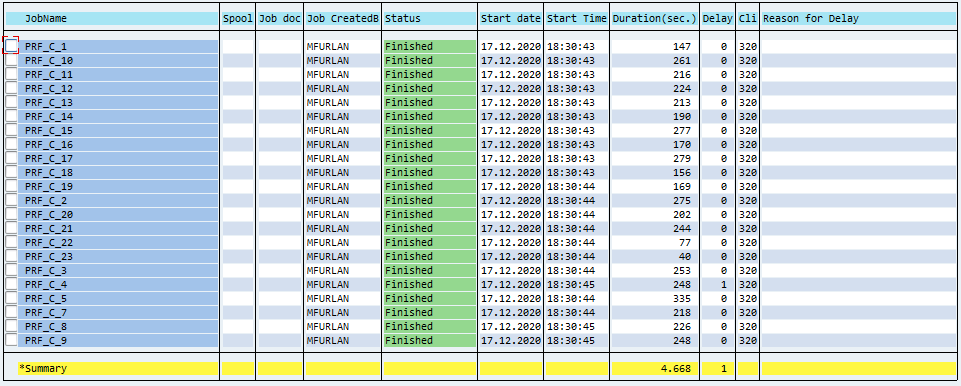 JobName Spool Job doc Job CreatedB Status Start date Start Time Duration(sec.) Delay Cli Reason for Delay
PRF_C_1 MFURLAN Finished 17.12.2020 18:30:43 147 0 320
PRF_C_10 MFURLAN Finished 17.12.2020 18:30:43 261 0 320
PRF_C_11 MFURLAN Finished 17.12.2020 18:30:43 216 0 320
PRF_C_12 MFURLAN Finished 17.12.2020 18:30:43 224 0 320
PRF_C_13 MFURLAN Finished 17.12.2020 18:30:43 213 0 320
PRF_C_14 MFURLAN Finished 17.12.2020 18:30:43 190 0 320
PRF_C_15 MFURLAN Finished 17.12.2020 18:30:43 277 0 320
PRF_C_16 MFURLAN Finished 17.12.2020 18:30:43 170 0 320
PRF_C_17 MFURLAN Finished 17.12.2020 18:30:43 279 0 320
PRF_C_18 MFURLAN Finished 17.12.2020 18:30:43 156 0 320
PRF_C_19 MFURLAN Finished 17.12.2020 18:30:44 169 0 320
PRF_C_2 MFURLAN Finished 17.12.2020 18:30:44 275 0 320
PRF_C_20 MFURLAN Finished 17.12.2020 18:30:44 202 0 320
PRF_C_21 MFURLAN Finished 17.12.2020 18:30:44 244 0 320
PRF_C_22 MFURLAN Finished 17.12.2020 18:30:44 77 0 320
PRF_C_23 MFURLAN Finished 17.12.2020 18:30:44 40 0 320
PRF_C_3 MFURLAN Finished 17.12.2020 18:30:44 253 0 320
PRF_C_4 MFURLAN Finished 17.12.2020 18:30:45 248 1 320
PRF_C_5 MFURLAN Finished 17.12.2020 18:30:44 335 0 320
PRF_C_7 MFURLAN Finished 17.12.2020 18:30:44 218 0 320
PRF_C_8 MFURLAN Finished 17.12.2020 18:30:45 226 0 320
PRF_C_9 MFURLAN Finished 17.12.2020 18:30:45 248 0 320
*Summary 4.668 1